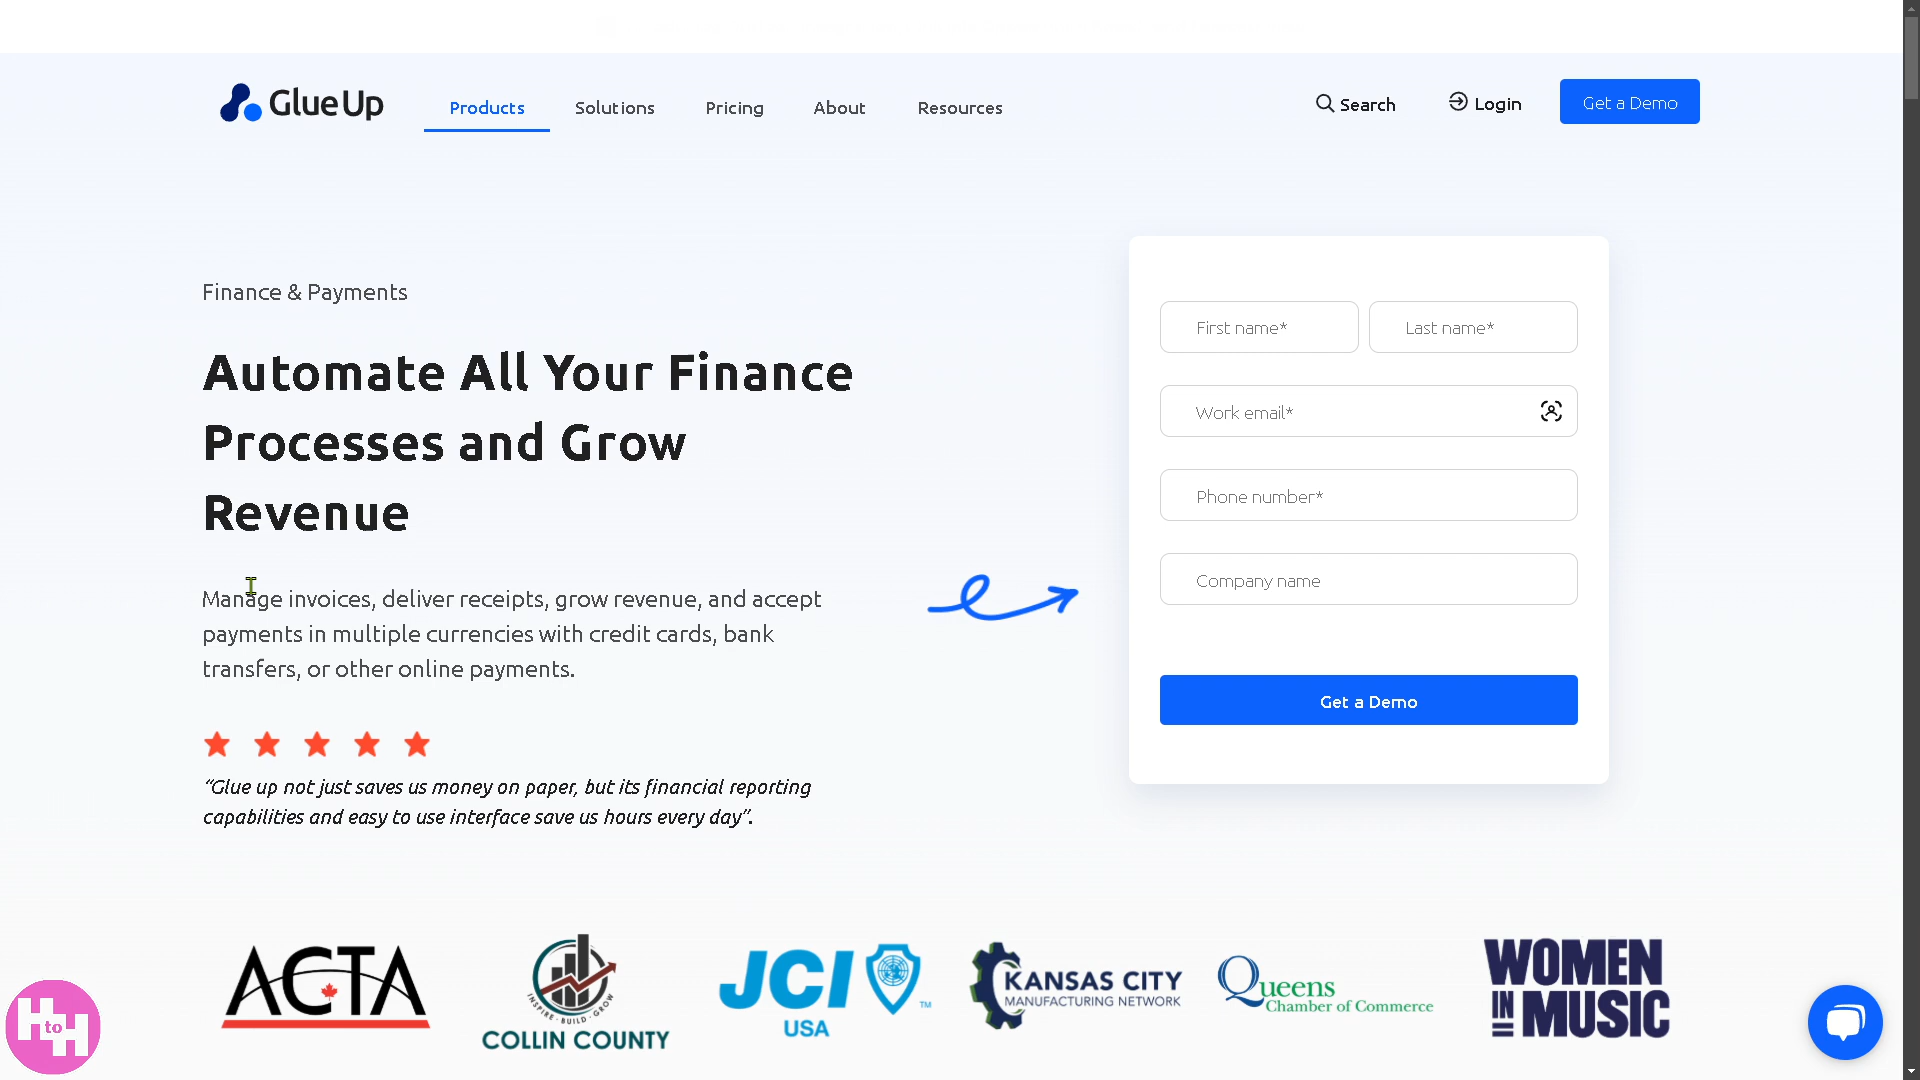 Glue Up
Products
Solutions
Pricing
About
Resources
Search
Login
Get a Demo
Finance & Payments
Automate All Your Finance
Processes and Grow
Revenue
Manage invoices, deliver receipts, grow revenue, and accept
payments in multiple currencies with credit cards, bank
transfers, or other online payments.
“Glue up not just saves us money on paper, but its financial reporting
capabilities and easy to use interface save us hours every day”.
First name*
Last name*
Work email*
Phone number*
Company name
Get a Demo
ACTA
INSPIRE · BUILD · GROW
COLLIN COUNTY
JCI
TM
USA
KANSAS CITY
MANUFACTURING NETWORK
Queens
Chamber of Commerce
WOMEN
IN MUSIC
H to H